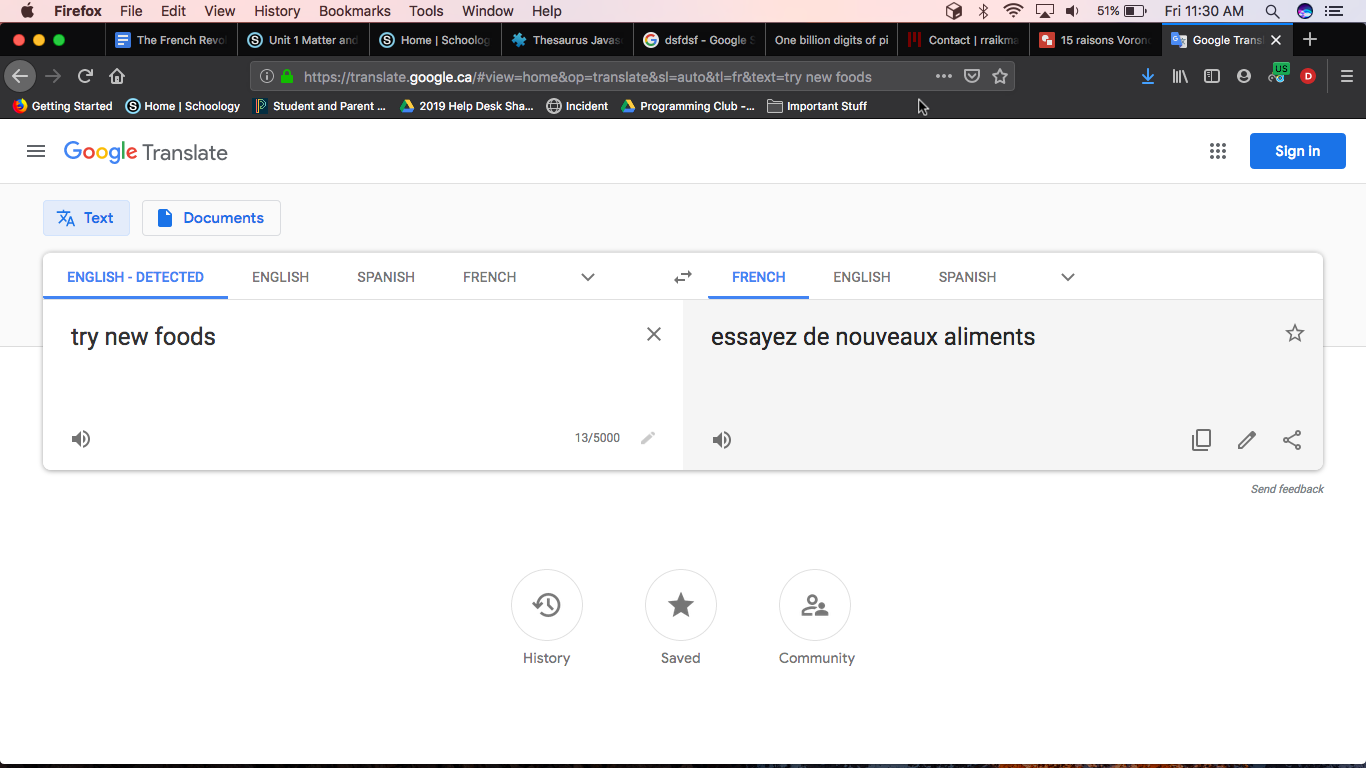 Firefox File Edit View History Bookmarks Tools Window Help 51% Fri 11:30 AM
The French Revo Unit 1 Matter and Home | Schoolog Thesaurus Javas dsfdsf - Google S One billion digits of pi Contact | rraikma 15 raisons Voron Google Trans
https://translate.google.ca/#view=home&op=translate&sl=auto&tl=fr&text=try new foods US D
Getting Started Home | Schoology Student and Parent ... 2019 Help Desk Sha... Incident Programming Club -... Important Stuff
Google Translate Sign in
Text Documents
ENGLISH - DETECTED ENGLISH SPANISH FRENCH FRENCH ENGLISH SPANISH
try new foods essayez de nouveaux aliments
13/5000
Send feedback
History Saved Community